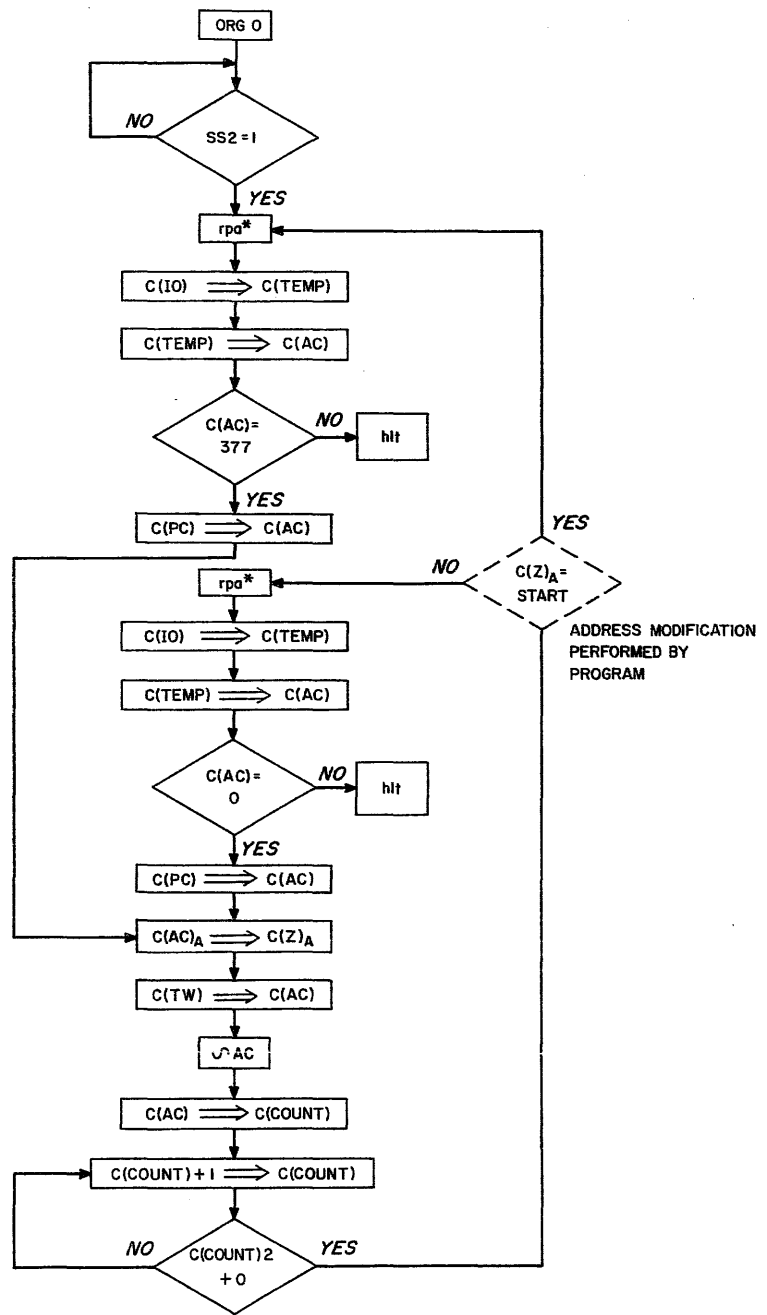 ORG 0
SS2=1
NO
YES
rpa*
C(IO) ⟹ C(TEMP)
C(TEMP) ⟹ C(AC)
C(AC)=
377
NO
hlt
YES
C(PC) ⟹ C(AC)
rpa*
NO
C(Z)A=
START
YES
ADDRESS MODIFICATION
PERFORMED BY
PROGRAM
C(IO) ⟹ C(TEMP)
C(TEMP) ⟹ C(AC)
C(AC)=
0
NO
hlt
YES
C(PC) ⟹ C(AC)
C(AC)A ⟹ C(Z)A
C(TW) ⟹ C(AC)
∽ AC
C(AC) ⟹ C(COUNT)
C(COUNT)+1 ⟹ C(COUNT)
NO
C(COUNT)2
+0
YES